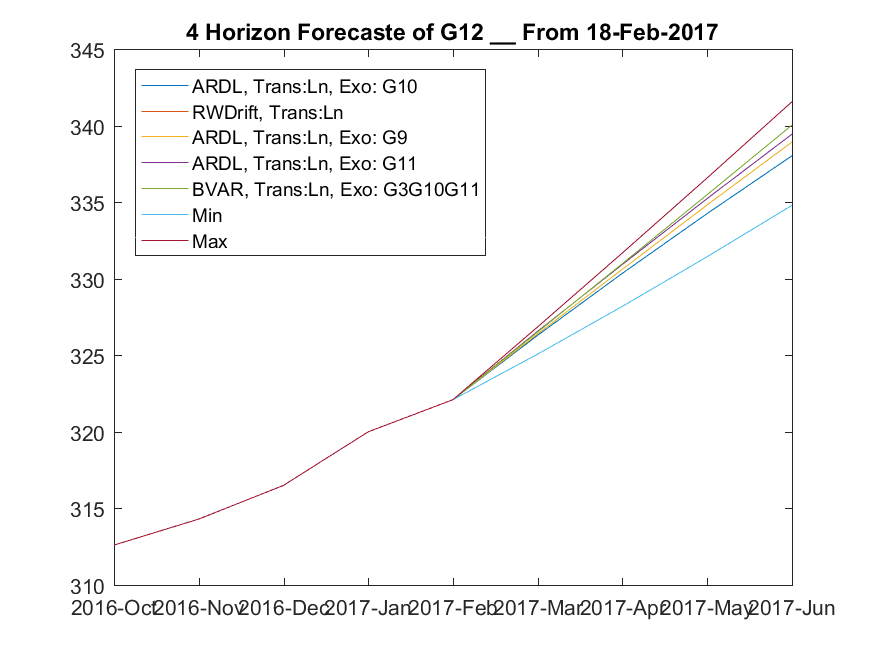 4 Horizon Forecaste of G12 __ From 18-Feb-2017
345
340
335
330
325
320
315
310
ARDL, Trans:Ln, Exo: G10
RWDrift, Trans:Ln
ARDL, Trans:Ln, Exo: G9
ARDL, Trans:Ln, Exo: G11
BVAR, Trans:Ln, Exo: G3G10G11
Min
Max
2016-Oct 2016-Nov 2016-Dec 2017-Jan 2017-Feb 2017-Mar 2017-Apr 2017-May 2017-Jun